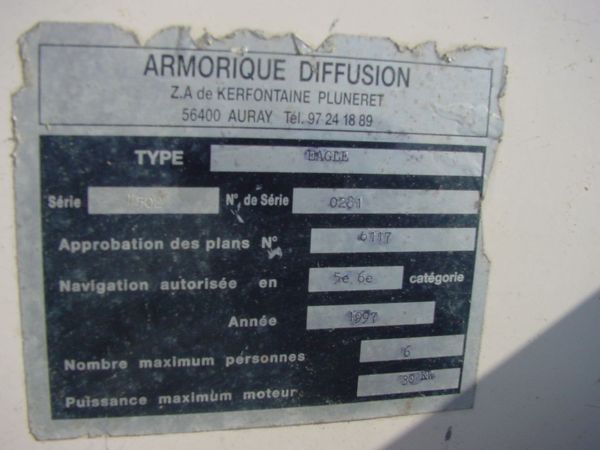 ARMORIQUE DIFFUSION
Z.A de KERFONTAINE PLUNERET
56400 AURAY Tél. 97 24 18 89
TYPE EAGLE
Série N° de Série 0281
Approbation des plans N° 6117
Navigation autorisée en 5e 6e catégorie
Année 1997
Nombre maximum personnes 6
Puissance maximum moteur